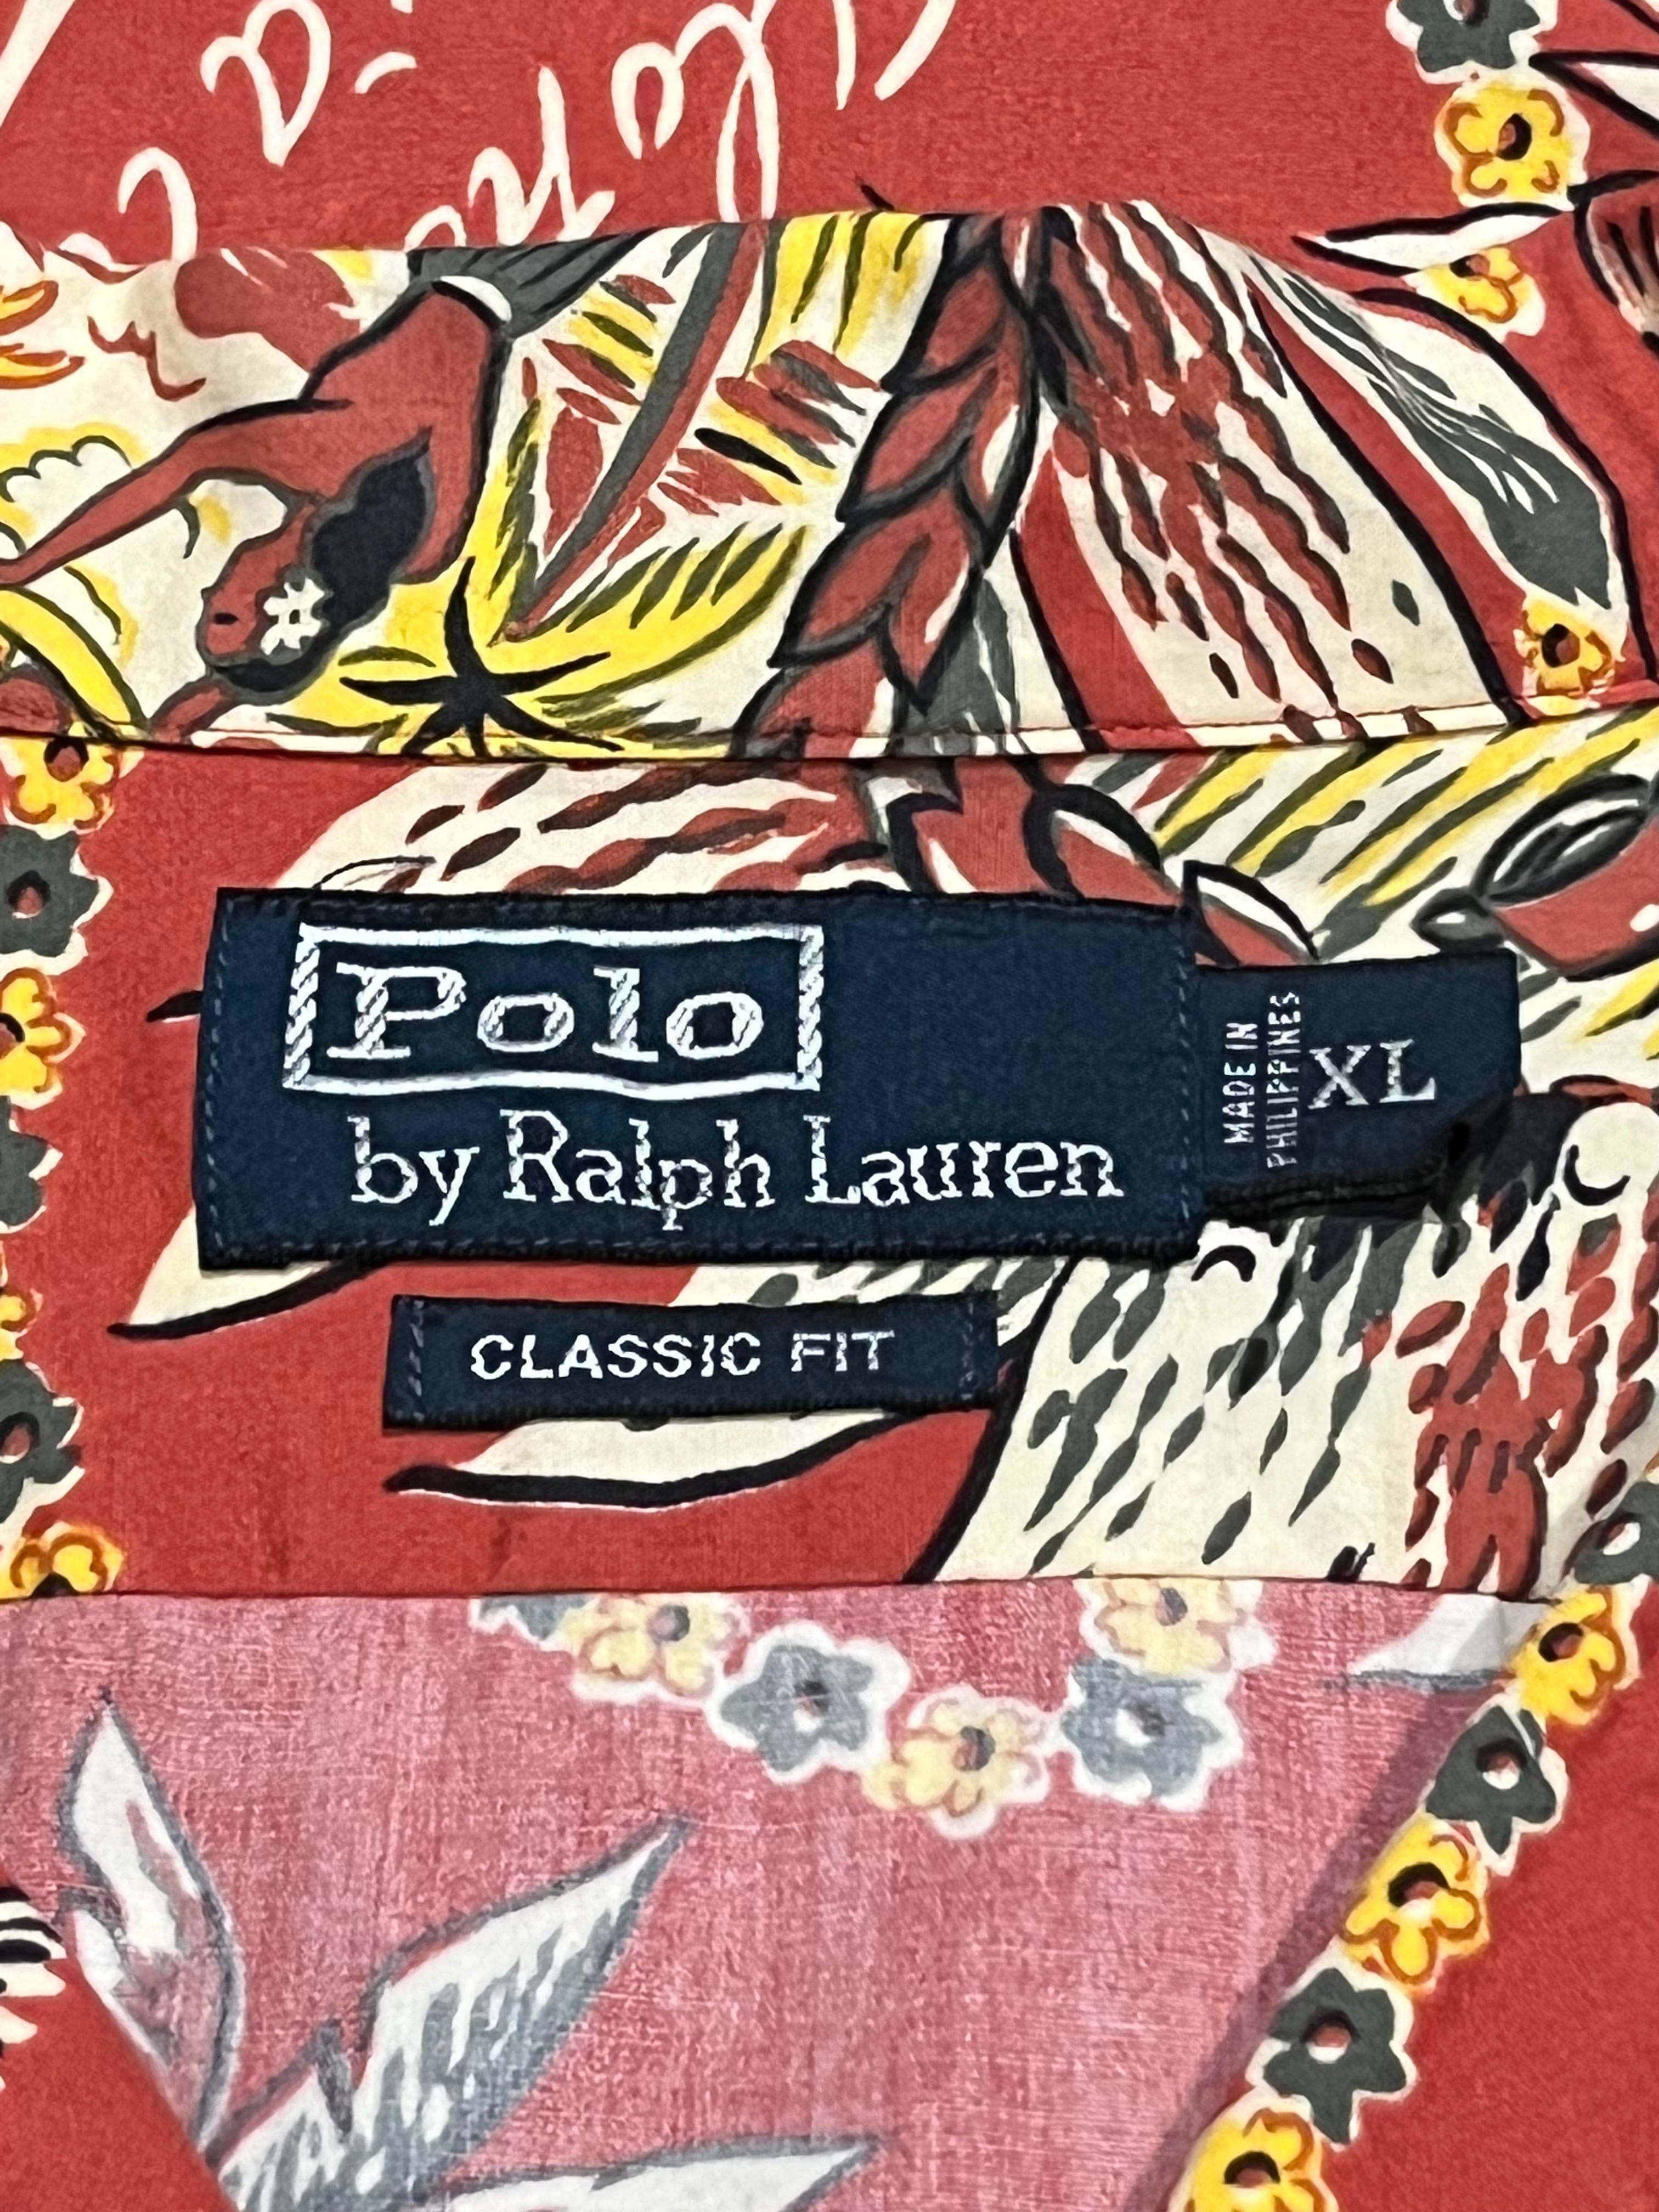 Polo
by Ralph Lauren
MADE IN
PHILIPPINES
XL
CLASSIC FIT